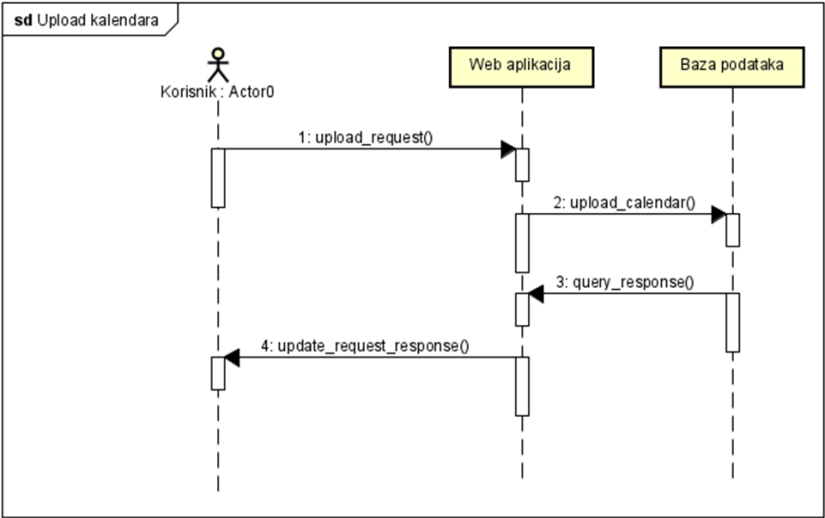 sd Upload kalendara
Korisnik : Actor0
Web aplikacija
Baza podataka
1: upload_request()
2: upload_calendar()
3: query_response()
4: update_request_response()